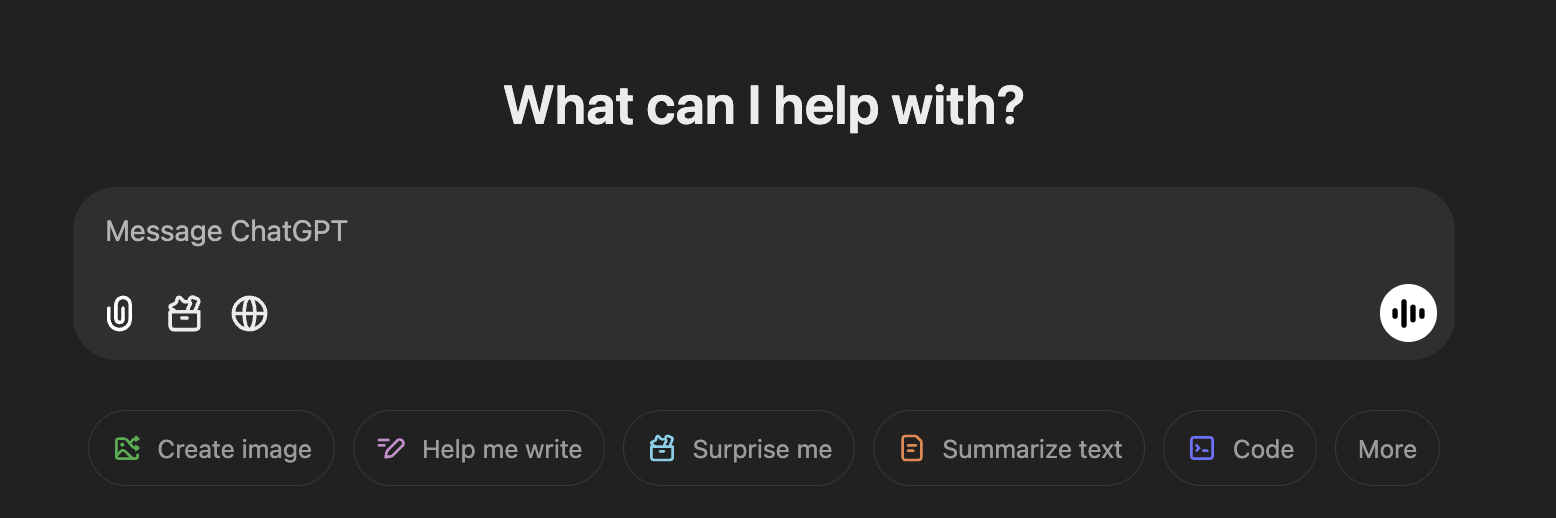 What can I help with?
Message ChatGPT
Create image
Help me write
Surprise me
Summarize text
Code
More